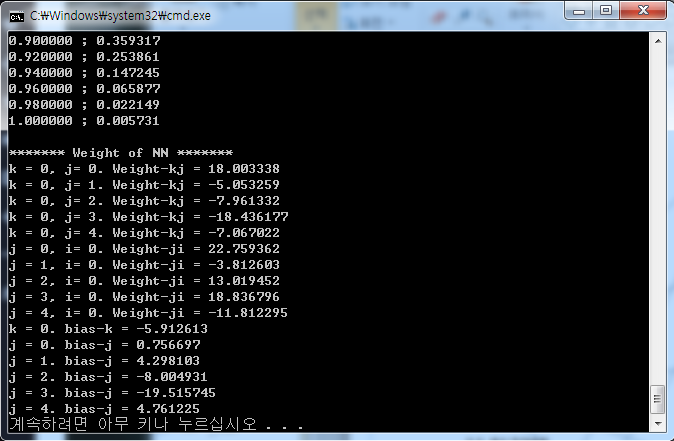 C:\Windows\system32\cmd.exe
0.900000 ; 0.359317
0.920000 ; 0.253861
0.940000 ; 0.147245
0.960000 ; 0.065877
0.980000 ; 0.022149
1.000000 ; 0.005731
******* Weight of NN *******
k = 0, j= 0. Weight-kj = 18.003338
k = 0, j= 1. Weight-kj = -5.053259
k = 0, j= 2. Weight-kj = -7.961332
k = 0, j= 3. Weight-kj = -18.436177
k = 0, j= 4. Weight-kj = -7.067022
j = 0, i= 0. Weight-ji = 22.759362
j = 1, i= 0. Weight-ji = -3.812603
j = 2, i= 0. Weight-ji = 13.019452
j = 3, i= 0. Weight-ji = 18.836796
j = 4, i= 0. Weight-ji = -11.812295
k = 0. bias-k = -5.912613
j = 0. bias-j = 0.756697
j = 1. bias-j = 4.298103
j = 2. bias-j = -8.004931
j = 3. bias-j = -19.515745
j = 4. bias-j = 4.761225
계속하려면 아무 키나 누르십시오 . . .